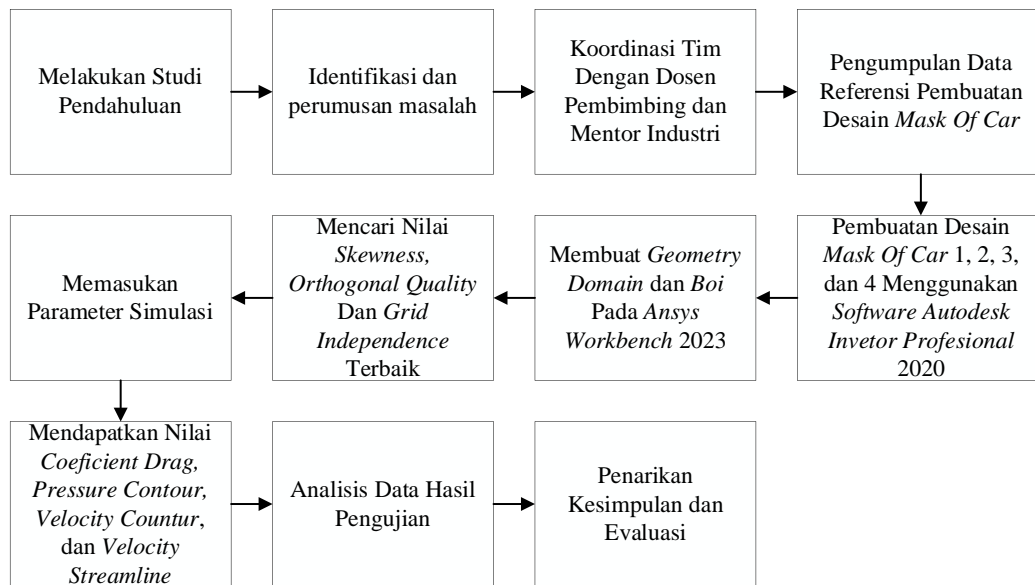 Melakukan Studi
Pendahuluan
Identifikasi dan
perumusan masalah
Koordinasi Tim
Dengan Dosen
Pembimbing dan
Mentor Industri
Pengumpulan Data
Referensi Pembuatan
Desain Mask Of Car
Pembuatan Desain
Mask Of Car 1, 2, 3,
dan 4 Menggunakan
Software Autodesk
Invetor Profesional
2020
Membuat Geometry
Domain dan Boi
Pada Ansys
Workbench 2023
Mencari Nilai
Skewness,
Orthogonal Quality
Dan Grid
Independence
Terbaik
Memasukan
Parameter Simulasi
Mendapatkan Nilai
Coeficient Drag,
Pressure Contour,
Velocity Countur,
dan Velocity
Streamline
Analisis Data Hasil
Pengujian
Penarikan
Kesimpulan dan
Evaluasi